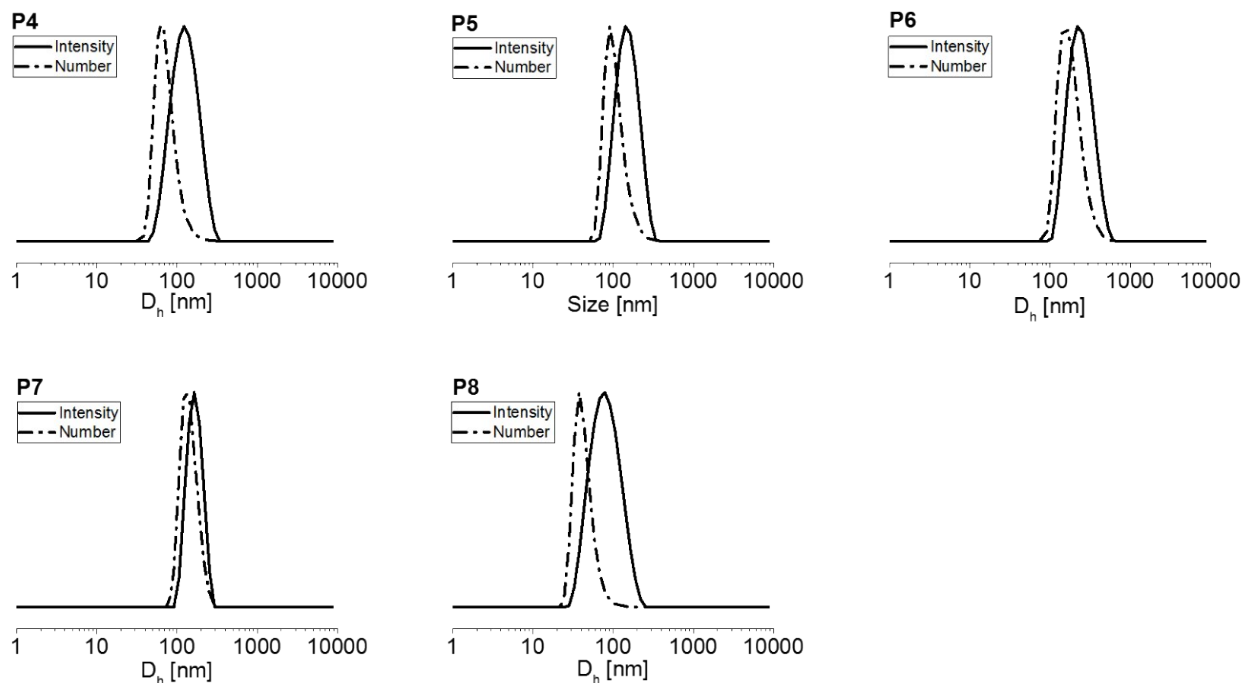 P4
Intensity
Number
1 10 100 1000 10000
D_h [nm]
P5
Intensity
Number
1 10 100 1000 10000
Size [nm]
P6
Intensity
Number
1 10 100 1000 10000
D_h [nm]
P7
Intensity
Number
1 10 100 1000 10000
D_h [nm]
P8
Intensity
Number
1 10 100 1000 10000
D_h [nm]